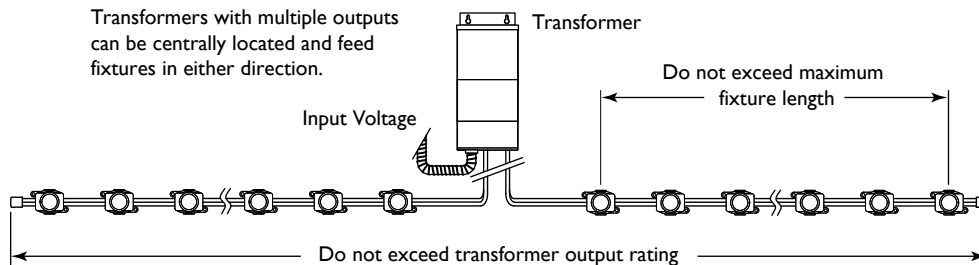 Transformers with multiple outputs
can be centrally located and feed
fixtures in either direction.
Transformer
Do not exceed maximum
fixture length
Input Voltage
Do not exceed transformer output rating